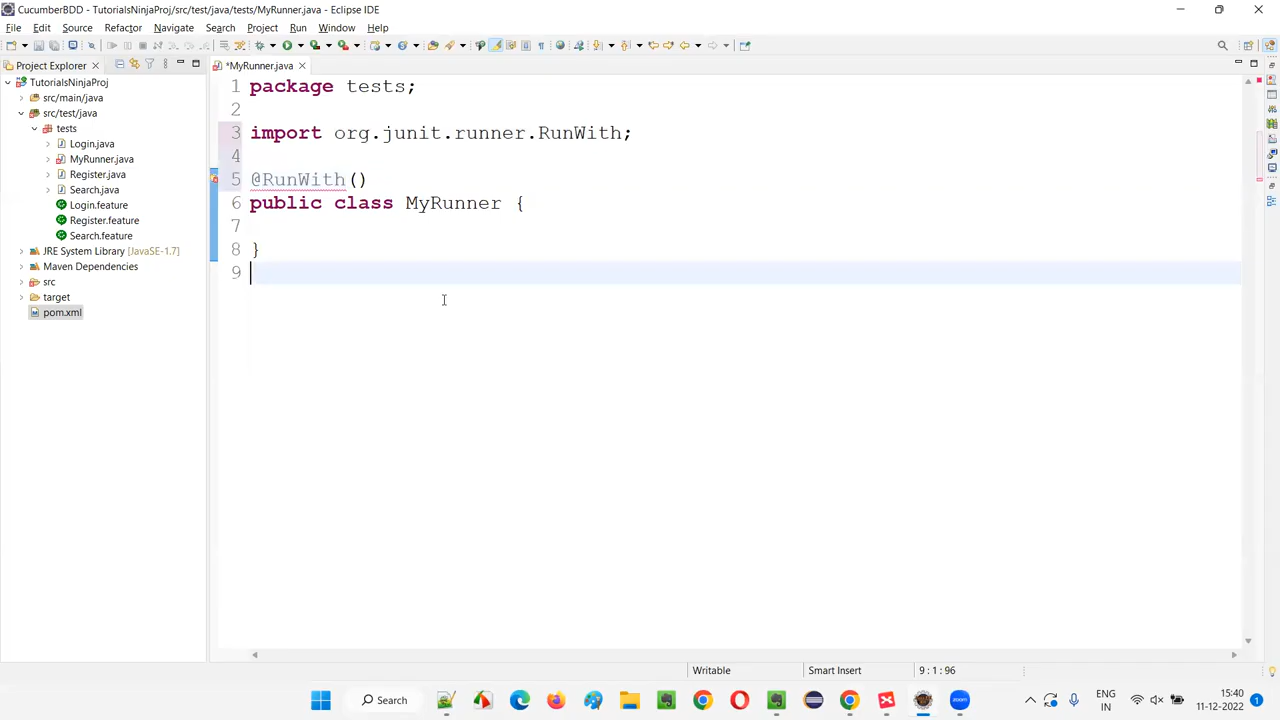 CucumberBDD - TutorialsNinjaProj/src/test/java/tests/MyRunner.java - Eclipse IDE
File Edit Source Refactor Navigate Search Project Run Window Help
Project Explorer
*MyRunner.java
TutorialsNinjaProj
src/main/java
src/test/java
tests
Login.java
MyRunner.java
Register.java
Search.java
Login.feature
Register.feature
Search.feature
JRE System Library [JavaSE-1.7]
Maven Dependencies
src
target
pom.xml
1 package tests;
2
3 import org.junit.runner.RunWith;
4
5 @RunWith()
6 public class MyRunner {
7
8 }
9
Writable Smart Insert 9 : 1 : 96
Search
ENG
IN
15:40
11-12-2022
1